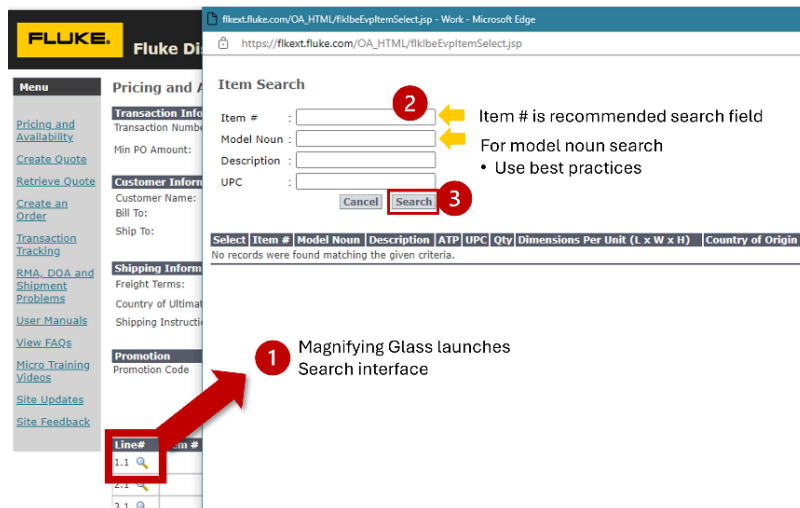 flkext.fluke.com/OA_HTML/flkIbeEvpItemSelect.jsp - Work - Microsoft Edge
https://flkext.fluke.com/OA_HTML/flkIbeEvpItemSelect.jsp
FLUKE.
Fluke Di
Menu
Pricing and Availability
Create Quote
Retrieve Quote
Create an Order
Transaction Tracking
RMA, DOA and Shipment Problems
User Manuals
View FAQs
Micro Training Videos
Site Updates
Site Feedback
Pricing and A
Transaction Info
Transaction Numbe
Min PO Amount:
Customer Inform
Customer Name:
Bill To:
Ship To:
Shipping Inform
Freight Terms:
Country of Ultimat
Shipping Instructi
Promotion
Promotion Code
Line# em #
1.1
2.1
3.1
Item Search
2
Item # :
Item # is recommended search field
Model Noun :
For model noun search
Description :
• Use best practices
UPC :
Cancel Search 3
Select Item # Model Noun Description ATP UPC Qty Dimensions Per Unit (L x W x H) Country of Origin
No records were found matching the given criteria.
1 Magnifying Glass launches
Search interface